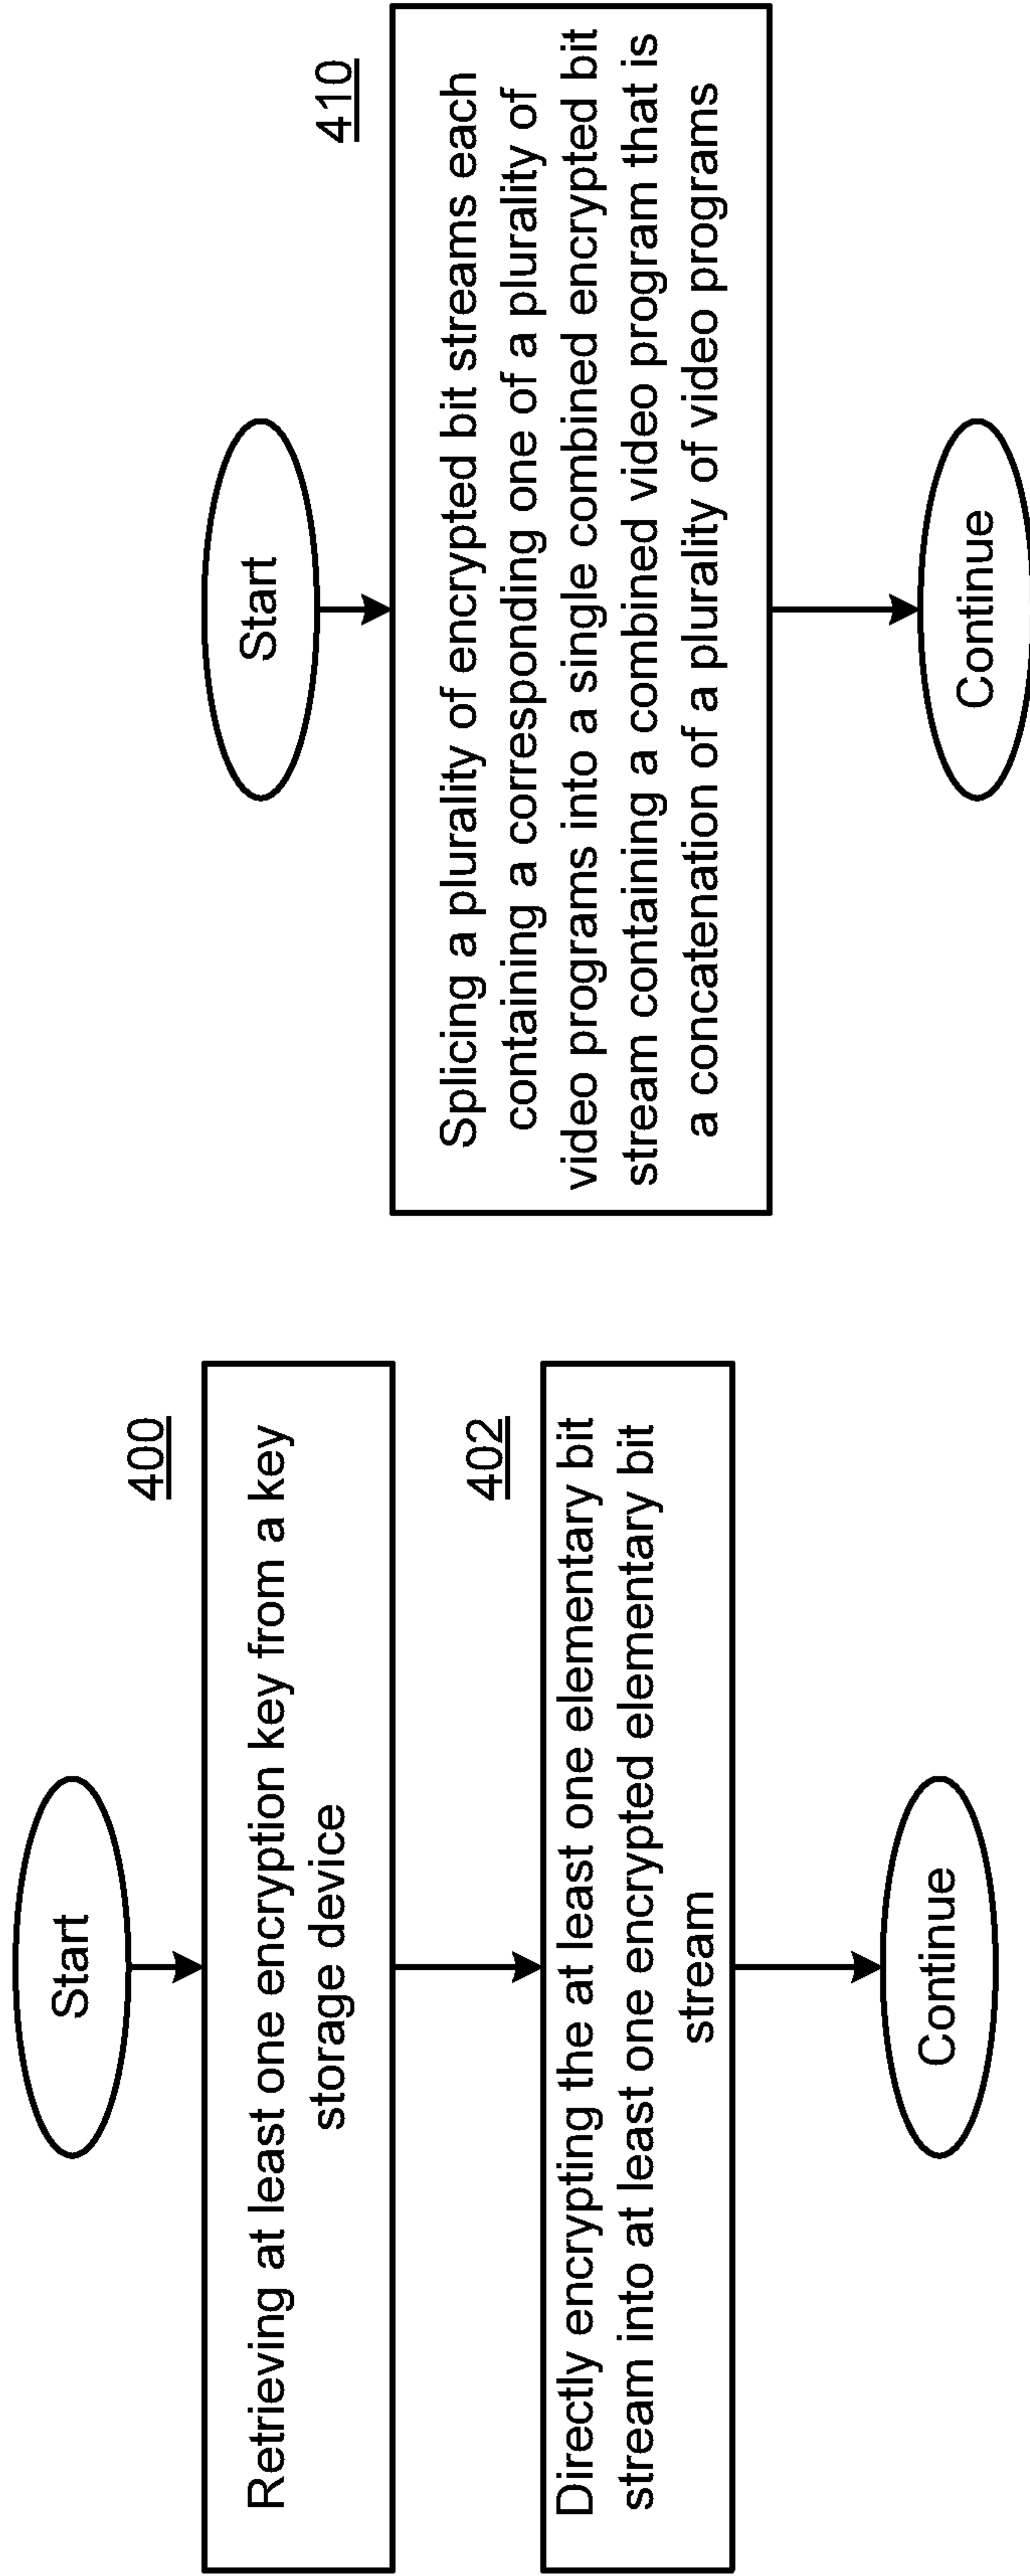 Start
400
Retrieving at least one encryption key from a key
storage device
402
Directly encrypting the at least one elementary bit
stream into at least one encrypted elementary bit
stream
Continue
Start
410
Splicing a plurality of encrypted bit streams each
containing a corresponding one of a plurality of
video programs into a single combined encrypted bit
stream containing a combined video program that is
a concatenation of a plurality of video programs
Continue